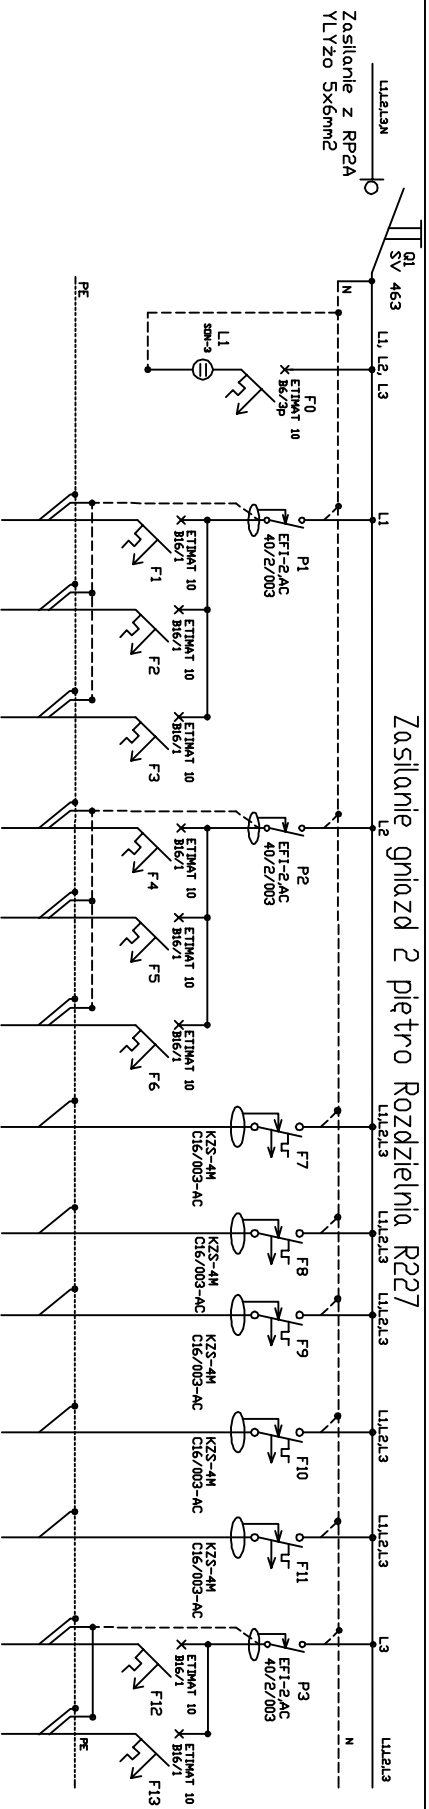 Zasilanie gniazd 2 piętro Rozdzielnia R227
L1,L2,L3,N
Zasilanie z RP2A
YLYżo 5x6mm2
Q1
SV 463
N
PE
L1, L2, L3
F0
ETIMAT 10
B6/3p
L1
SON-3
L1
P1
EFI-2,AC
40/2/003
ETIMAT 10
B16/1
F1
ETIMAT 10
B16/1
F2
ETIMAT 10
B16/1
F3
L2
P2
EFI-2,AC
40/2/003
ETIMAT 10
B16/1
F4
ETIMAT 10
B16/1
F5
ETIMAT 10
B16/1
F6
L1,L2,L3
F7
KZS-4M
C16/003-AC
L1,L2,L3
F8
KZS-4M
C16/003-AC
L1,L2,L3
F9
KZS-4M
C16/003-AC
L1,L2,L3
F10
KZS-4M
C16/003-AC
L1,L2,L3
F11
KZS-4M
C16/003-AC
L3
P3
EFI-2,AC
40/2/003
ETIMAT 10
B16/1
F12
ETIMAT 10
B16/1
F13
L1,L2,L3
N
PE